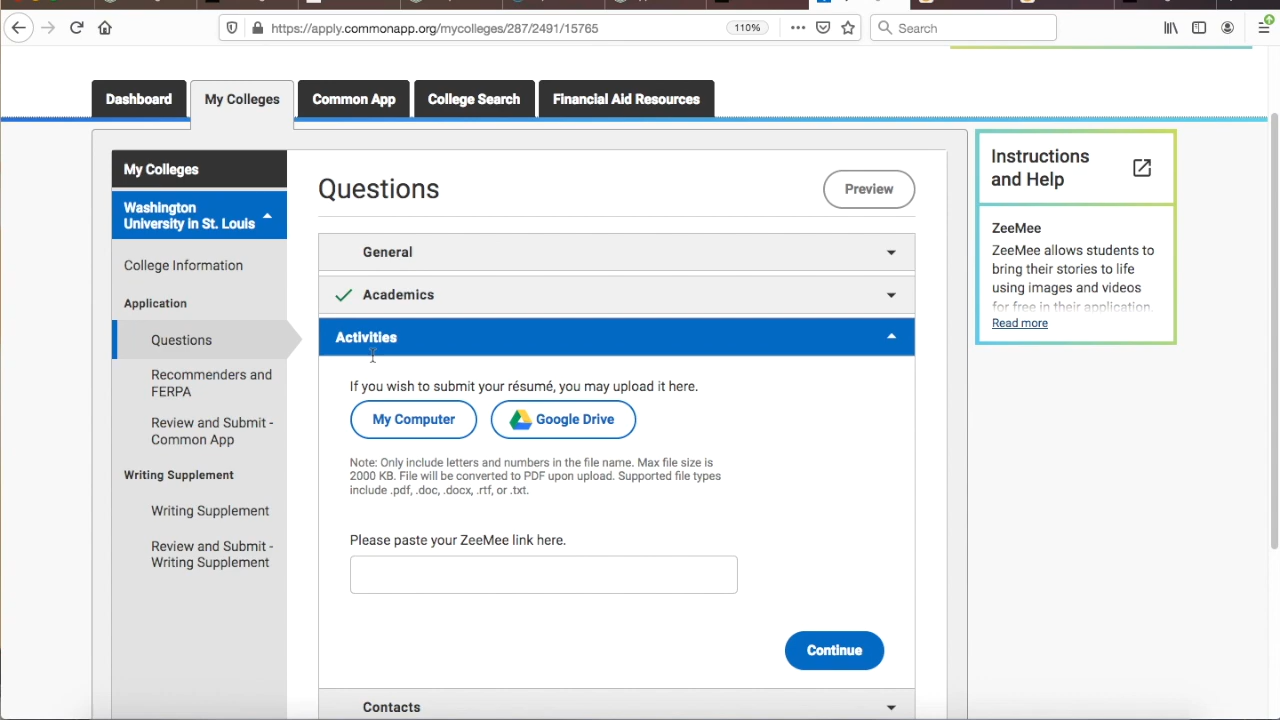 https://apply.commonapp.org/mycolleges/287/2491/15765
110%
Search
Dashboard
My Colleges
Common App
College Search
Financial Aid Resources
My Colleges
Washington
University in St. Louis
College Information
Application
Questions
Recommenders and
FERPA
Review and Submit -
Common App
Writing Supplement
Writing Supplement
Review and Submit -
Writing Supplement
Questions
Preview
General
Academics
Activities
If you wish to submit your résumé, you may upload it here.
My Computer
Google Drive
Note: Only include letters and numbers in the file name. Max file size is
2000 KB. File will be converted to PDF upon upload. Supported file types
include .pdf, .doc, .docx, .rtf, or .txt.
Please paste your ZeeMee link here.
Continue
Contacts
Instructions
and Help
ZeeMee
ZeeMee allows students to
bring their stories to life
using images and videos
for free in their application.
Read more